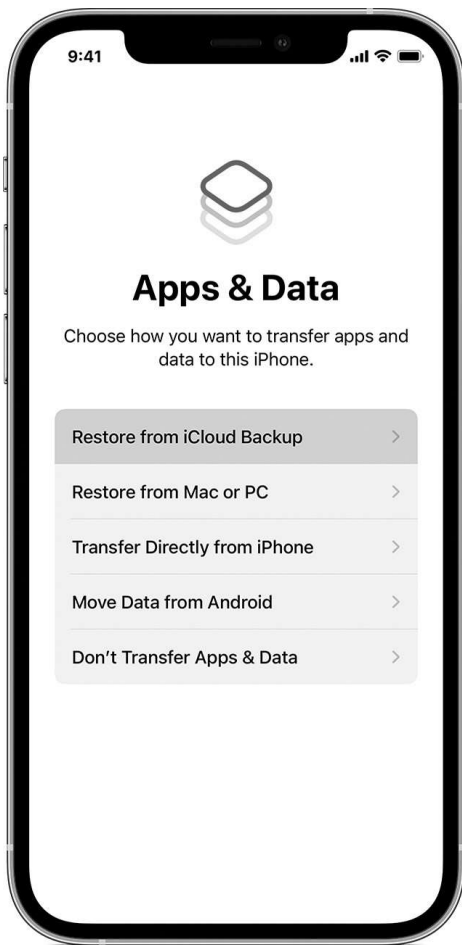 9:41
Apps & Data
Choose how you want to transfer apps and
data to this iPhone.
Restore from iCloud Backup
Restore from Mac or PC
Transfer Directly from iPhone
Move Data from Android
Don’t Transfer Apps & Data